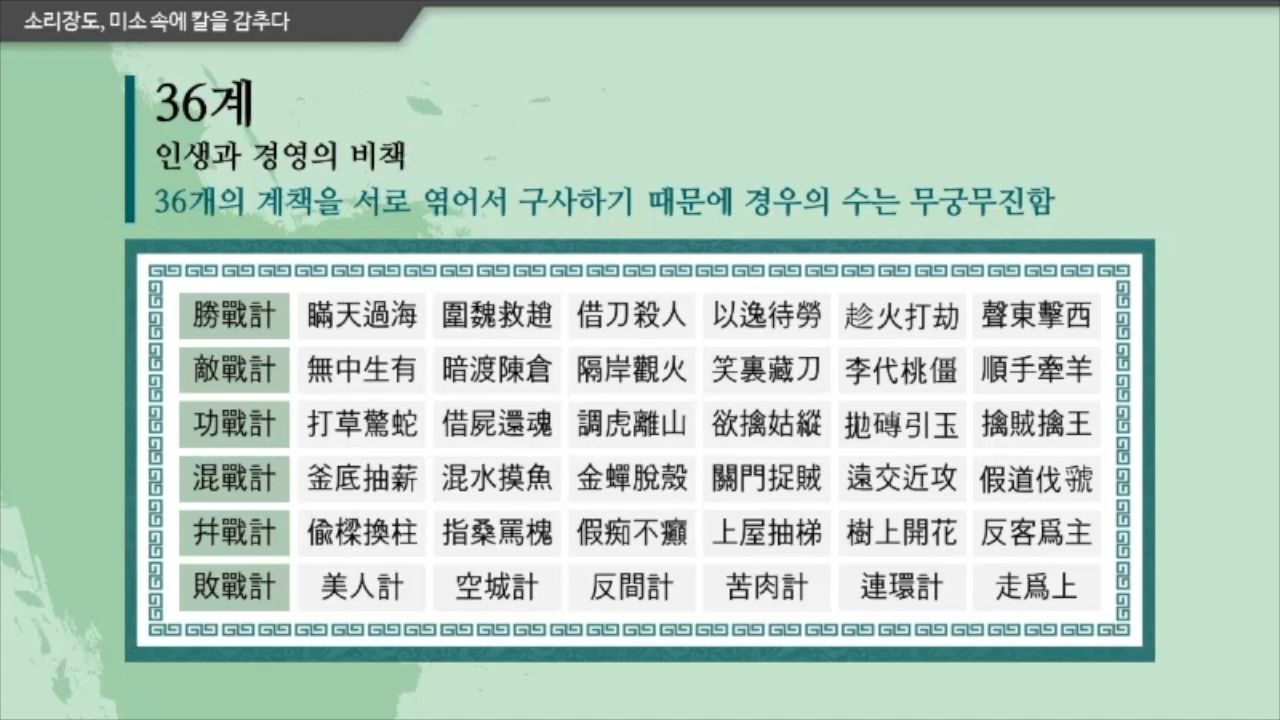 소리장도, 미소 속에 칼을 감추다
36계
인생과 경영의 비책
36개의 계책을 서로 엮어서 구사하기 때문에 경우의 수는 무궁무진함
勝戰計 瞞天過海 圍魏救趙 借刀殺人 以逸待勞 趁火打劫 聲東擊西
敵戰計 無中生有 暗渡陳倉 隔岸觀火 笑裏藏刀 李代桃僵 順手牽羊
功戰計 打草驚蛇 借屍還魂 調虎離山 欲擒姑縱 拋磚引玉 擒賊擒王
混戰計 釜底抽薪 混水摸魚 金蟬脫殼 關門捉賊 遠交近攻 假道伐虢
幷戰計 偸樑換柱 指桑罵槐 假痴不癲 上屋抽梯 樹上開花 反客爲主
敗戰計 美人計 空城計 反間計 苦肉計 連環計 走爲上